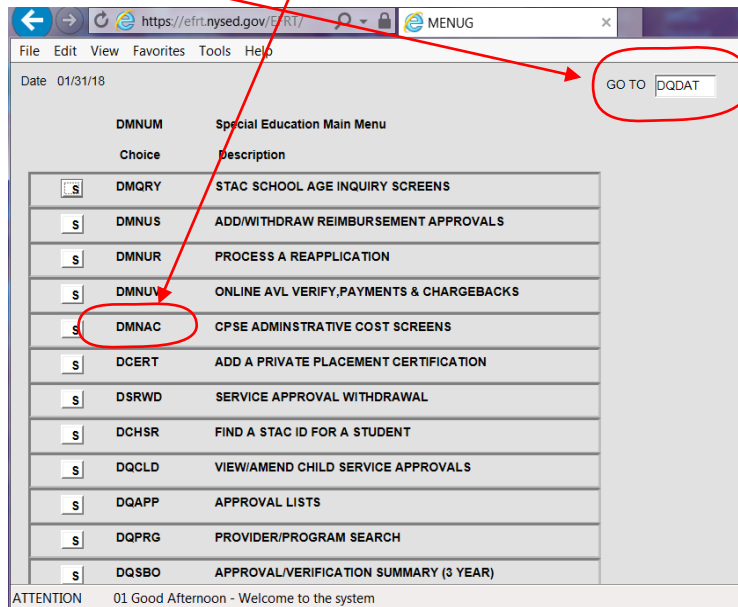 https://efrt.nysed.gov/EFRT/ MENUG
File Edit View Favorites Tools Help
Date 01/31/18 GO TO DQDAT
DMNUM Special Education Main Menu
Choice Description
s DMQRY STAC SCHOOL AGE INQUIRY SCREENS
s DMNUS ADD/WITHDRAW REIMBURSEMENT APPROVALS
s DMNUR PROCESS A REAPPLICATION
s DMNUV ONLINE AVL VERIFY,PAYMENTS & CHARGEBACKS
s DMNAC CPSE ADMINSTRATIVE COST SCREENS
s DCERT ADD A PRIVATE PLACEMENT CERTIFICATION
s DSRWD SERVICE APPROVAL WITHDRAWAL
s DCHSR FIND A STAC ID FOR A STUDENT
s DQCLD VIEW/AMEND CHILD SERVICE APPROVALS
s DQAPP APPROVAL LISTS
s DQPRG PROVIDER/PROGRAM SEARCH
s DQSBO APPROVAL/VERIFICATION SUMMARY (3 YEAR)
ATTENTION 01 Good Afternoon - Welcome to the system